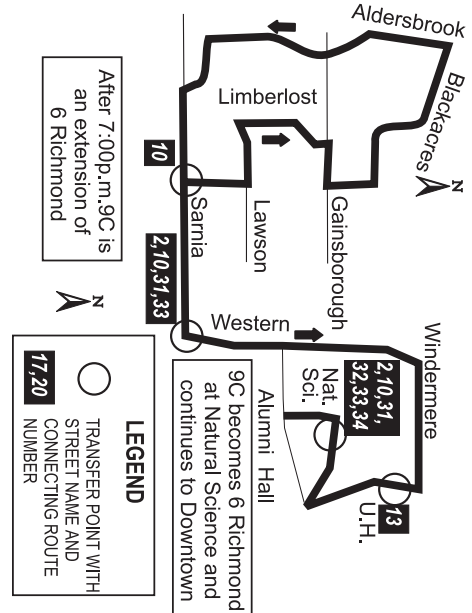 Aldersbrook
Blackacres
N
Limberlost
Gainsborough
Lawson
Sarnia
10
After 7:00p.m.9C is
an extension of
6 Richmond
2,10,31,33
N
Western
Windermere
2,10,31,
32,33,34
Nat.
Sci.
Alumni Hall
13
U.H.
9C becomes 6 Richmond
at Natural Science and
continues to Downtown
LEGEND
TRANSFER POINT WITH
STREET NAME AND
CONNECTING ROUTE
NUMBER
17,20